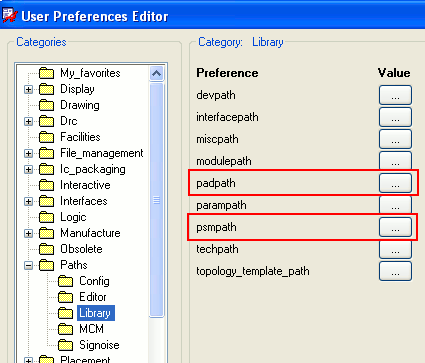 User Preferences Editor
Categories
My_favorites
Display
Drawing
Drc
Facilities
File_management
Ic_packaging
Interactive
Interfaces
Logic
Manufacture
Obsolete
Paths
Config
Editor
Library
MCM
Signoise
Placement
Category: Library
Preference Value
devpath ...
interfacepath ...
miscpath ...
modulepath ...
padpath ...
parampath ...
psmpath ...
techpath ...
topology_template_path ...